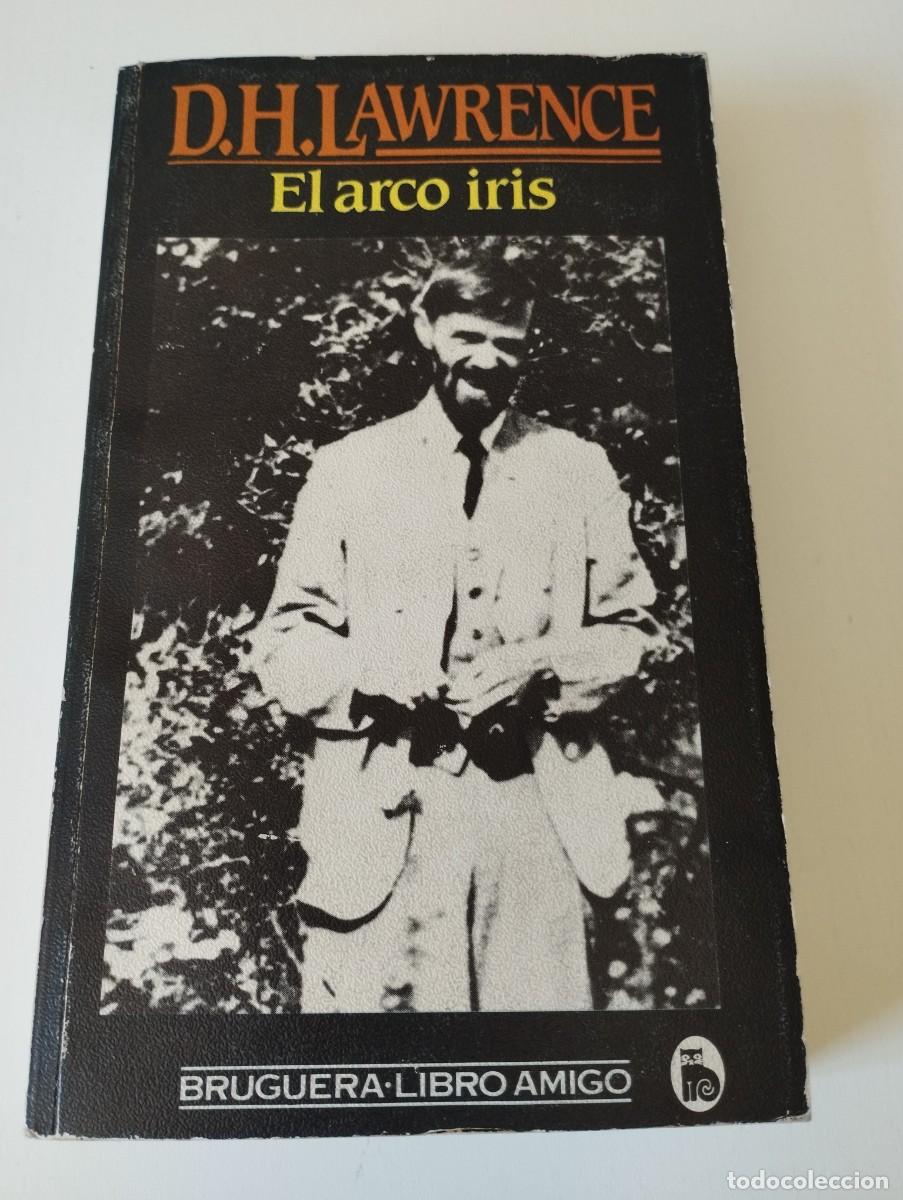 D.H.LAWRENCE
El arco iris
BRUGUERA·LIBRO AMIGO
todocoleccion